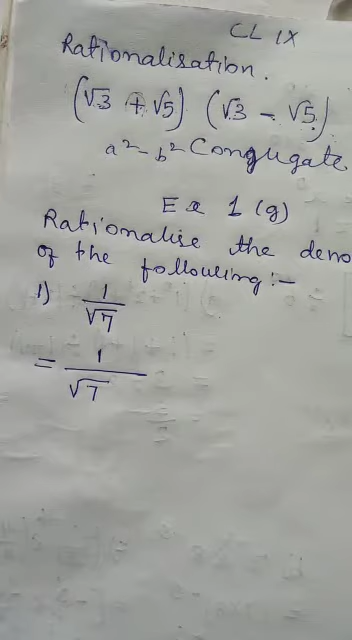 CL IX
Rationalisation.
(√3 + √5) (√3 - √5)
a²-b² Congugate
Ex 1 (g)
Rationalise the deno
of the following :-
1) 1/√7
= 1/√7